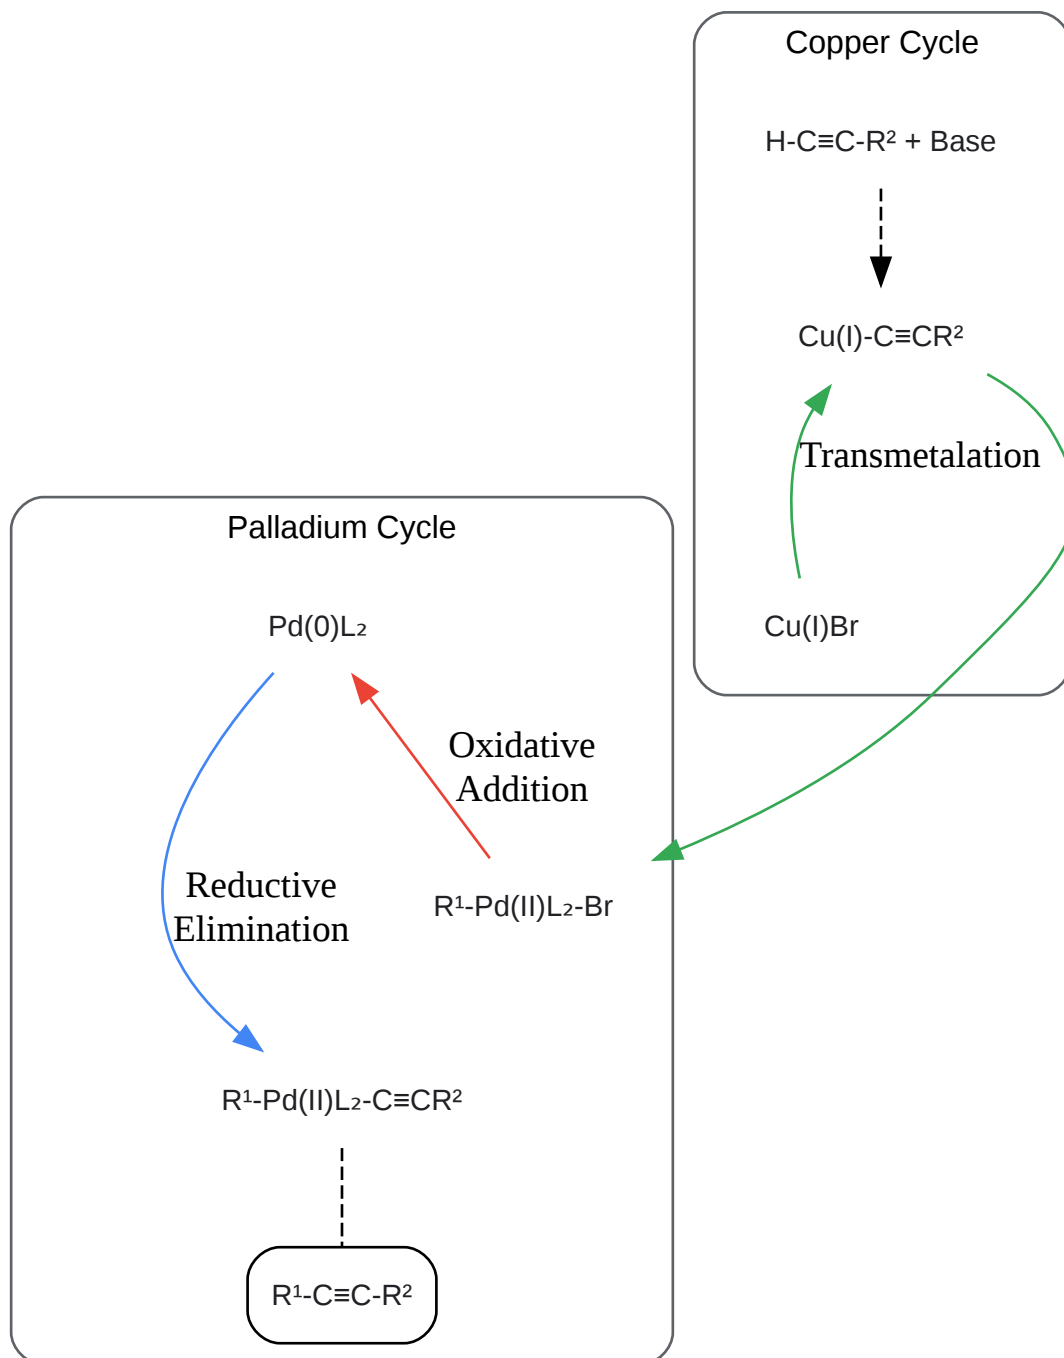 Copper Cycle
H-C≡C-R² + Base
Cu(I)-C≡CR²
Transmetalation
Cu(I)Br
Palladium Cycle
Pd(0)L₂
Oxidative
Addition
Reductive
Elimination
R¹-Pd(II)L₂-Br
R¹-Pd(II)L₂-C≡CR²
R¹-C≡C-R²